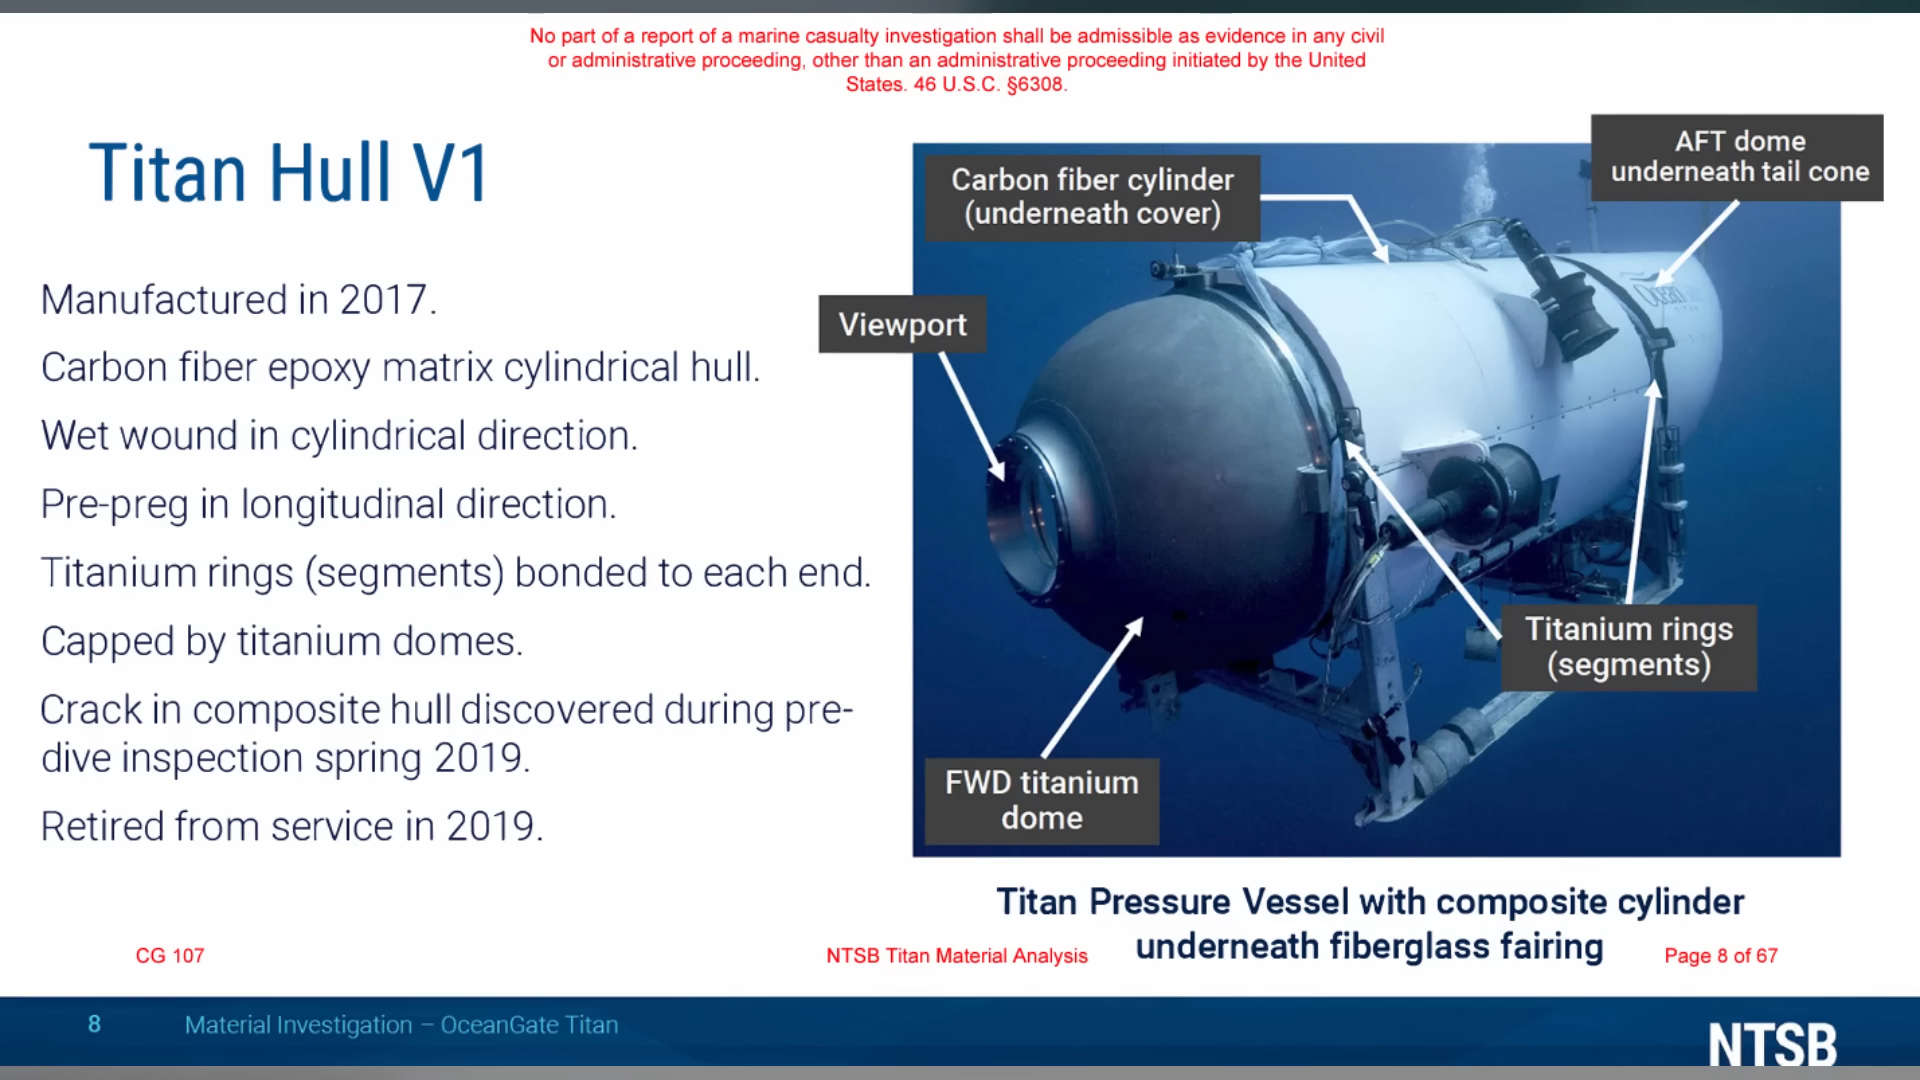 No part of a report of a marine casualty investigation shall be admissible as evidence in any civil
or administrative proceeding, other than an administrative proceeding initiated by the United
States. 46 U.S.C. §6308.
Titan Hull V1
Manufactured in 2017.
Carbon fiber epoxy matrix cylindrical hull.
Wet wound in cylindrical direction.
Pre-preg in longitudinal direction.
Titanium rings (segments) bonded to each end.
Capped by titanium domes.
Crack in composite hull discovered during pre-
dive inspection spring 2019.
Retired from service in 2019.
AFT dome
underneath tail cone
Carbon fiber cylinder
(underneath cover)
Viewport
Titanium rings
(segments)
FWD titanium
dome
Titan Pressure Vessel with composite cylinder
underneath fiberglass fairing
CG 107
NTSB Titan Material Analysis
Page 8 of 67
8
Material Investigation – OceanGate Titan
NTSB